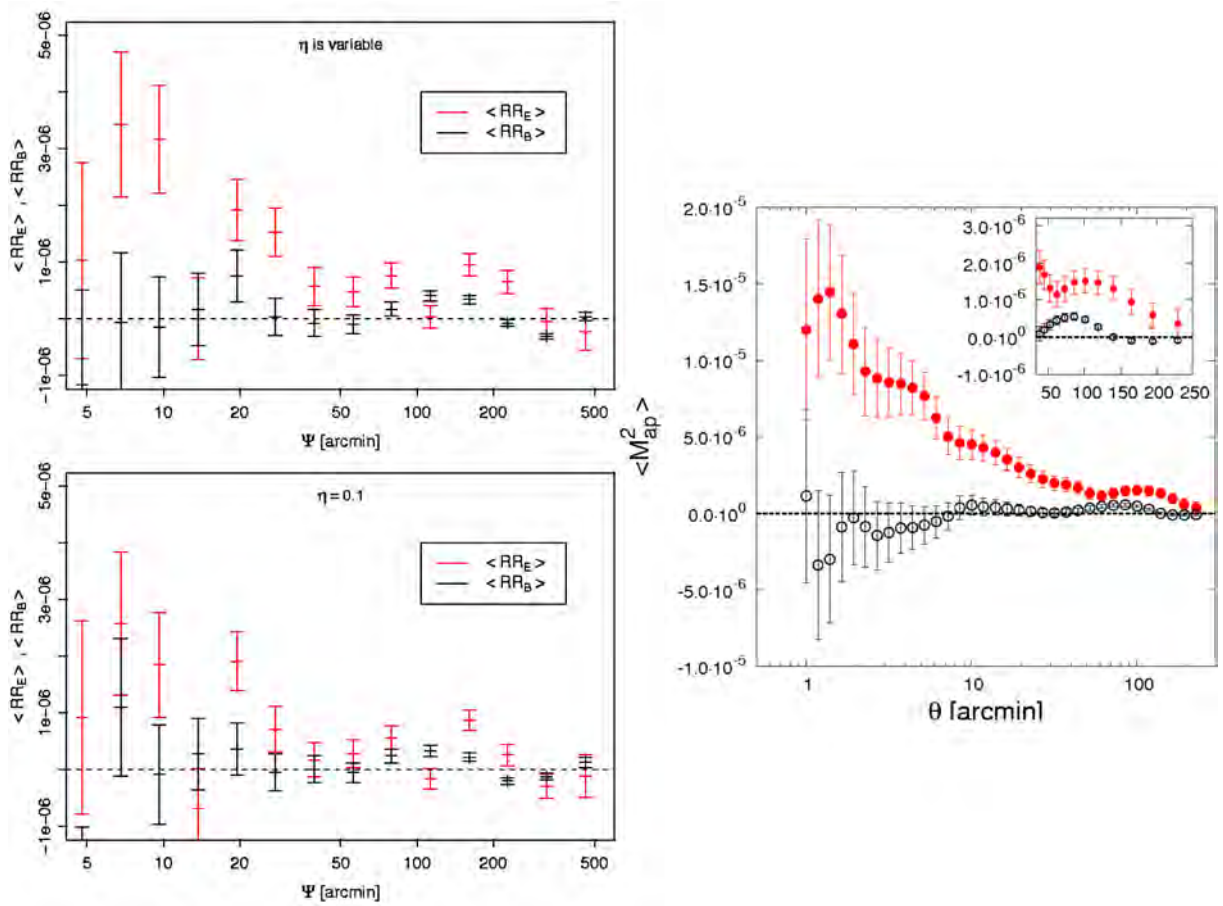 η is variable
< RR_E >
< RR_B >
<RR_E> , <RR_B>
5e−06
3e−06
1e−06
−1e−06
5 10 20 50 100 200 500
Ψ [arcmin]
η = 0.1
< RR_E >
< RR_B >
<RR_E> , <RR_B>
5e−06
3e−06
1e−06
−1e−06
5 10 20 50 100 200 500
Ψ [arcmin]
<M²_ap>
2.0·10⁻⁵
1.5·10⁻⁵
1.0·10⁻⁵
5.0·10⁻⁶
0.0·10⁰
-5.0·10⁻⁶
-1.0·10⁻⁵
1 10 100
θ [arcmin]
3.0·10⁻⁶
2.0·10⁻⁶
1.0·10⁻⁶
0.0·10⁰
-1.0·10⁻⁶
50 100 150 200 250